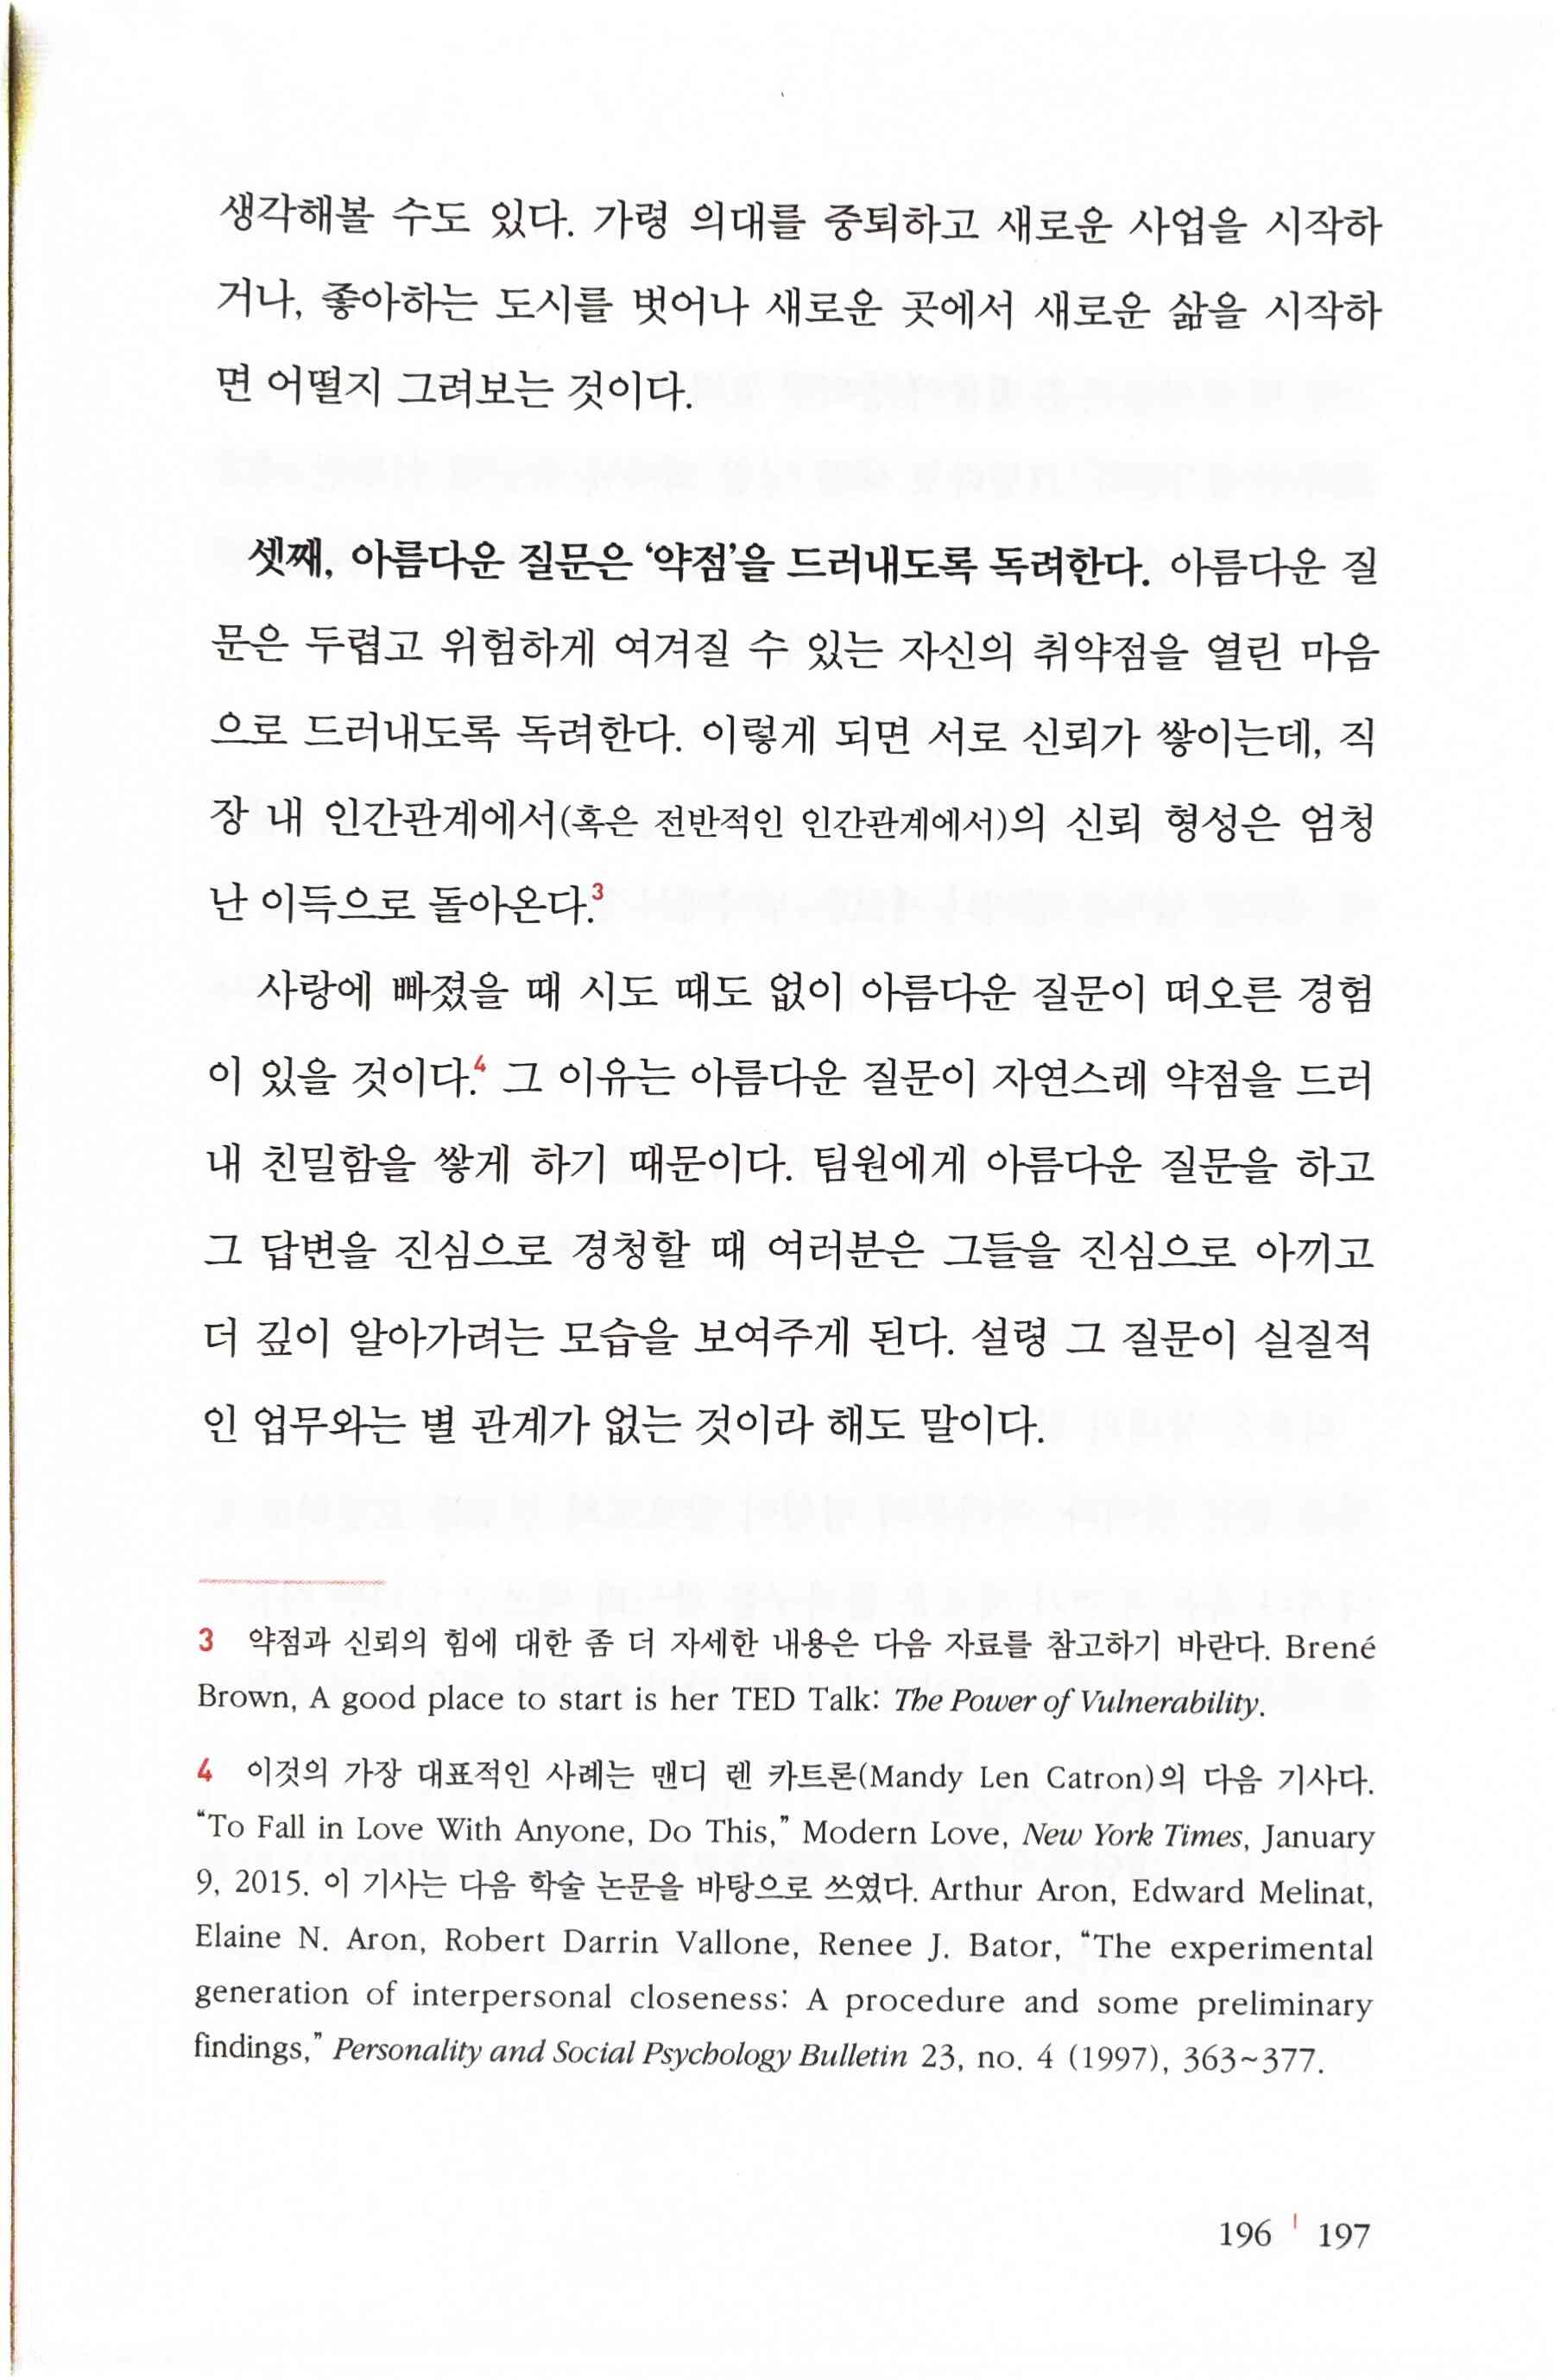 생각해볼 수도 있다. 가령 의대를 중퇴하고 새로운 사업을 시작하
거나, 좋아하는 도시를 벗어나 새로운 곳에서 새로운 삶을 시작하
면 어떨지 그려보는 것이다.
셋째, 아름다운 질문은 ‘약점’을 드러내도록 독려한다. 아름다운 질
문은 두렵고 위험하게 여겨질 수 있는 자신의 취약점을 열린 마음
으로 드러내도록 독려한다. 이렇게 되면 서로 신뢰가 쌓이는데, 직
장 내 인간관계에서(혹은 전반적인 인간관계에서)의 신뢰 형성은 엄청
난 이득으로 돌아온다.3
사랑에 빠졌을 때 시도 때도 없이 아름다운 질문이 떠오른 경험
이 있을 것이다.4 그 이유는 아름다운 질문이 자연스레 약점을 드러
내 친밀함을 쌓게 하기 때문이다. 팀원에게 아름다운 질문을 하고
그 답변을 진심으로 경청할 때 여러분은 그들을 진심으로 아끼고
더 깊이 알아가려는 모습을 보여주게 된다. 설령 그 질문이 실질적
인 업무와는 별 관계가 없는 것이라 해도 말이다.
3 약점과 신뢰의 힘에 대한 좀 더 자세한 내용은 다음 자료를 참고하기 바란다. Brené
Brown, A good place to start is her TED Talk: The Power of Vulnerability.
4 이것의 가장 대표적인 사례는 맨디 렌 카트론(Mandy Len Catron)의 다음 기사다.
“To Fall in Love With Anyone, Do This,” Modern Love, New York Times, January
9, 2015. 이 기사는 다음 학술 논문을 바탕으로 쓰였다. Arthur Aron, Edward Melinat,
Elaine N. Aron, Robert Darrin Vallone, Renee J. Bator, “The experimental
generation of interpersonal closeness: A procedure and some preliminary
findings,” Personality and Social Psychology Bulletin 23, no. 4 (1997), 363~377.
196 | 197